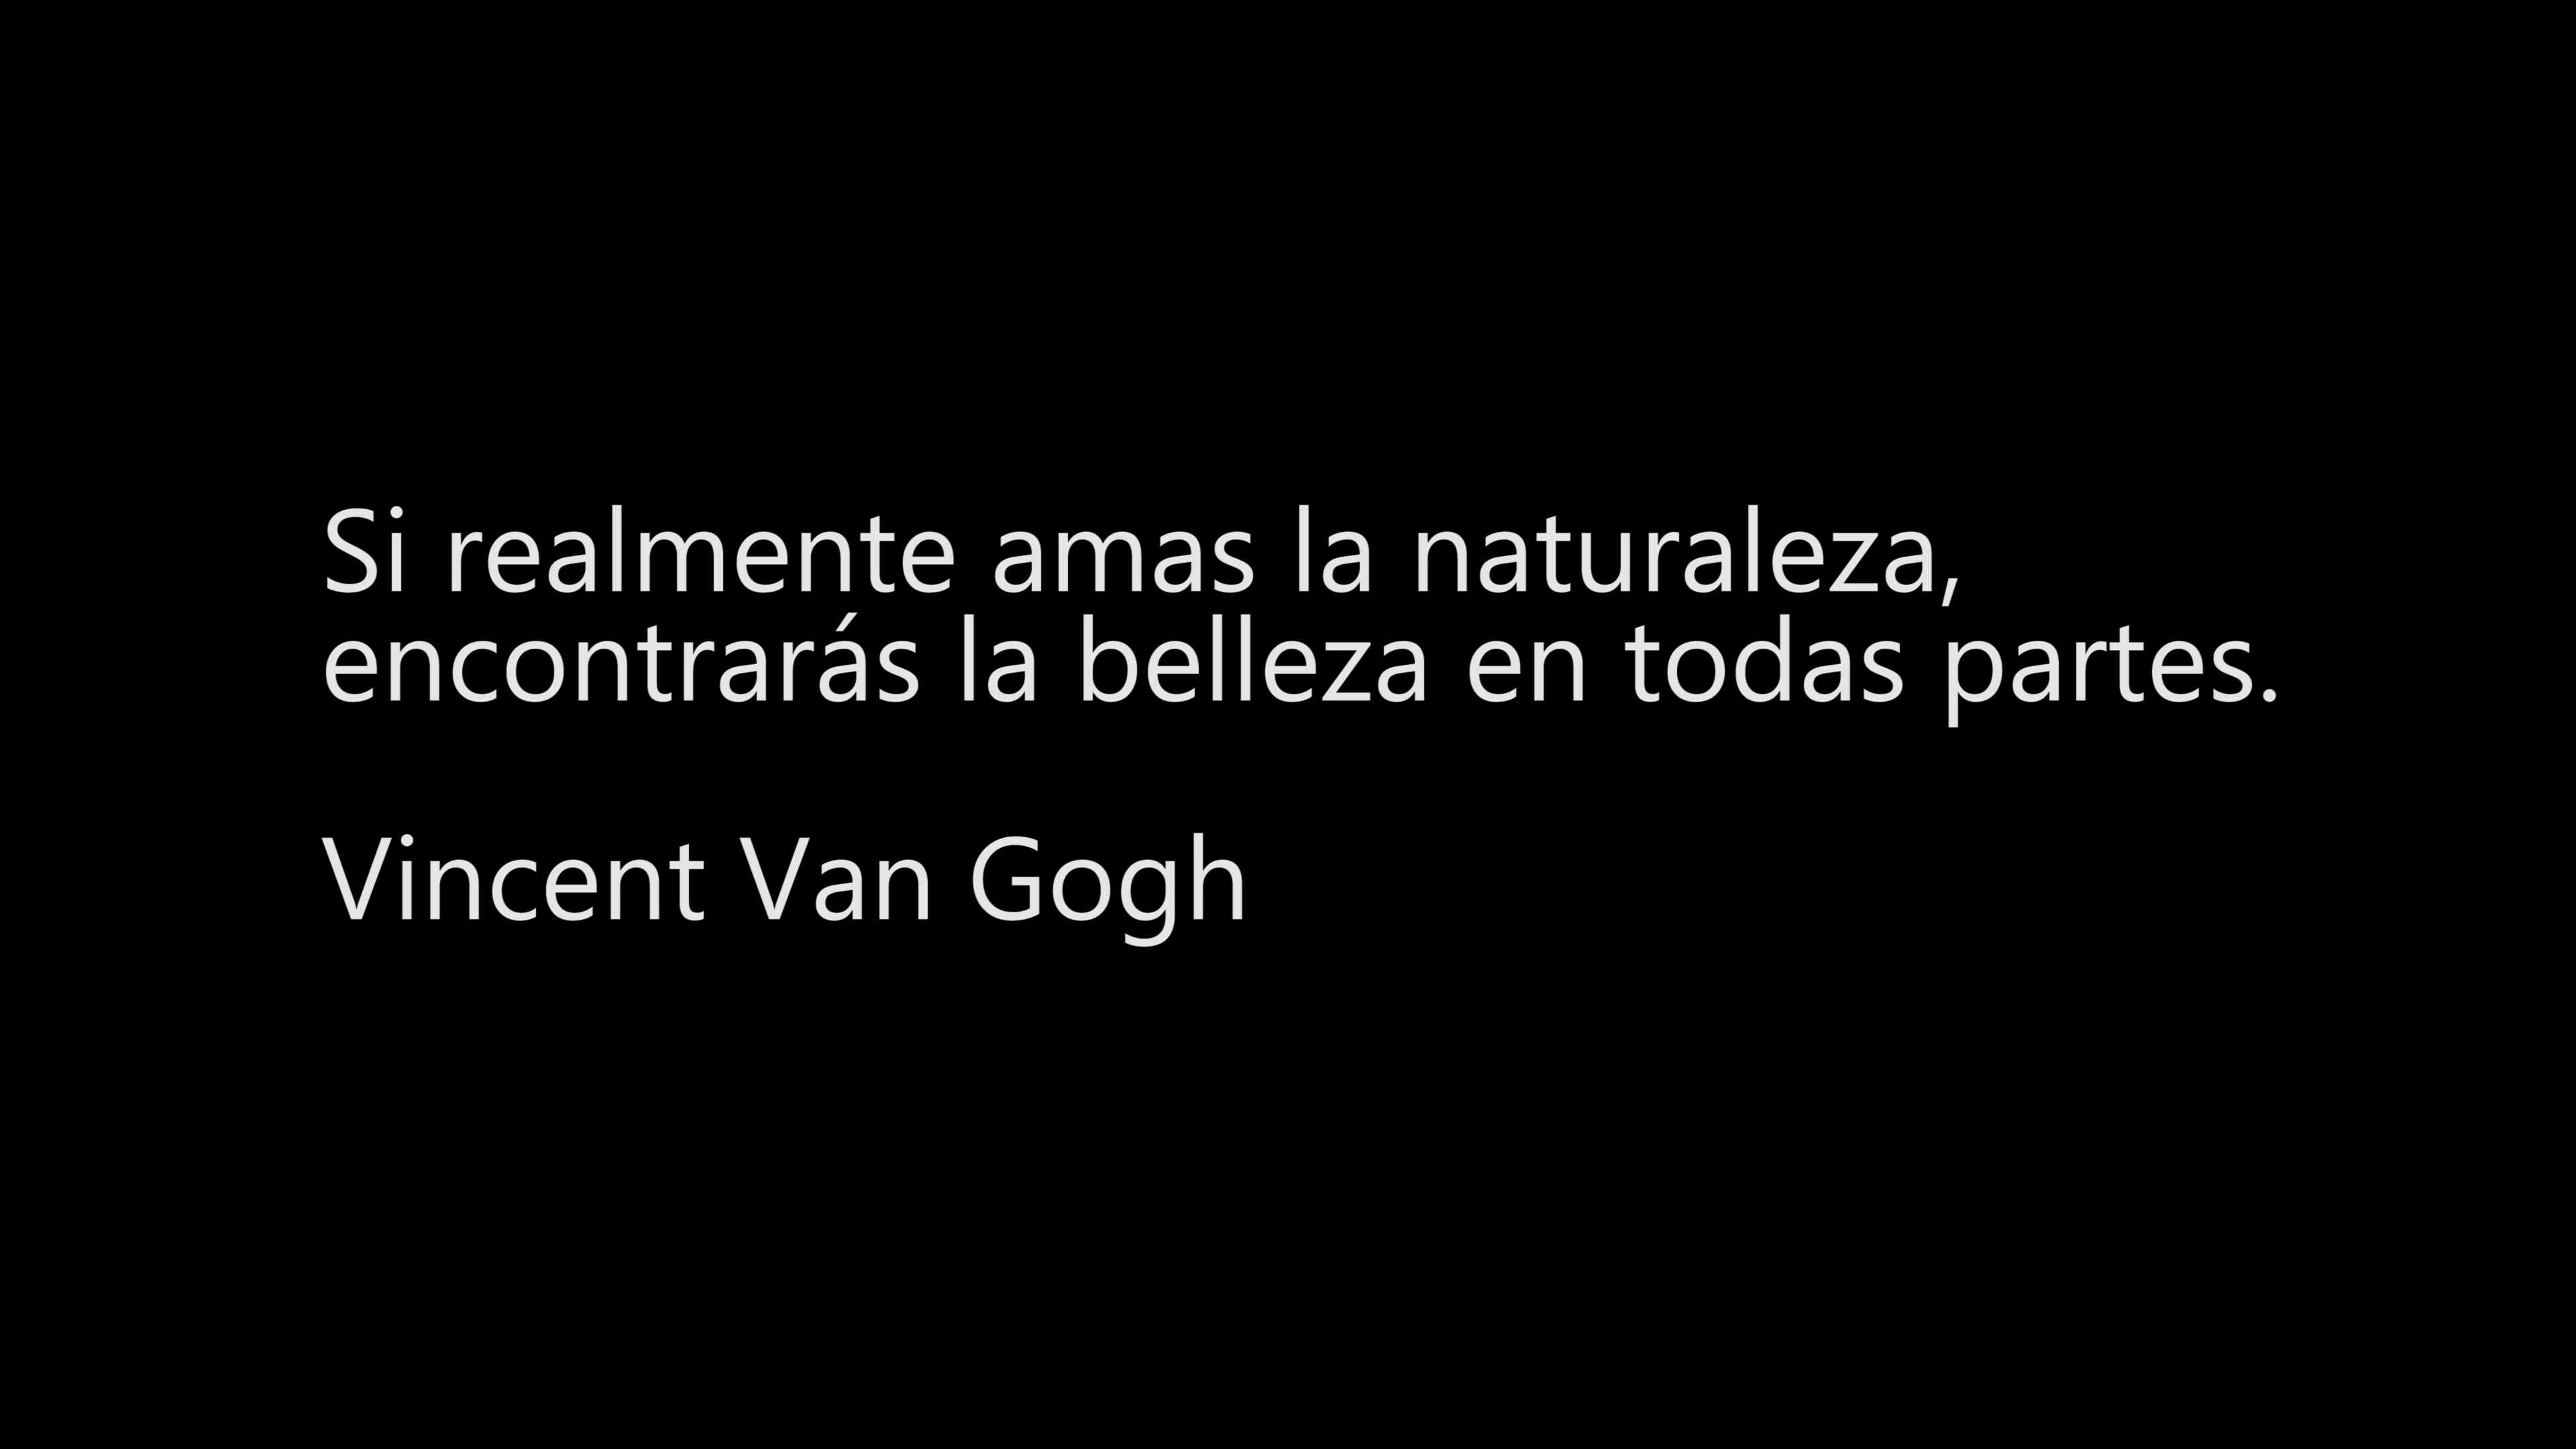 Si realmente amas la naturaleza,
encontrarás la belleza en todas partes.
Vincent Van Gogh